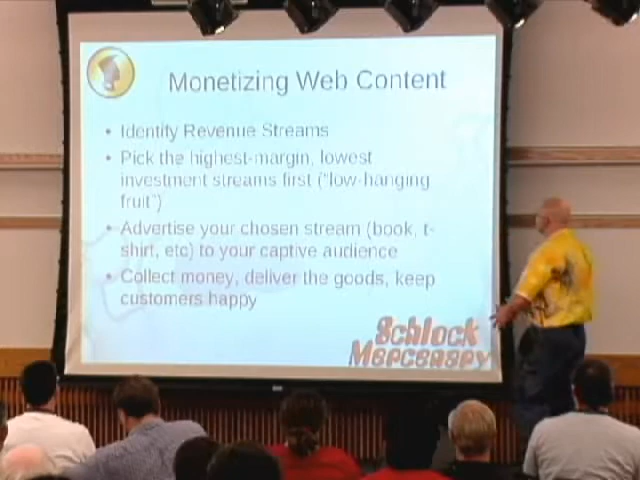 Monetizing Web Content
• Identify Revenue Streams
• Pick the highest-margin, lowest
investment streams first ("low-hanging
fruit")
• Advertise your chosen stream (book, t-
shirt, etc) to your captive audience
• Collect money, deliver the goods, keep
customers happy
Schlock
Mercenary